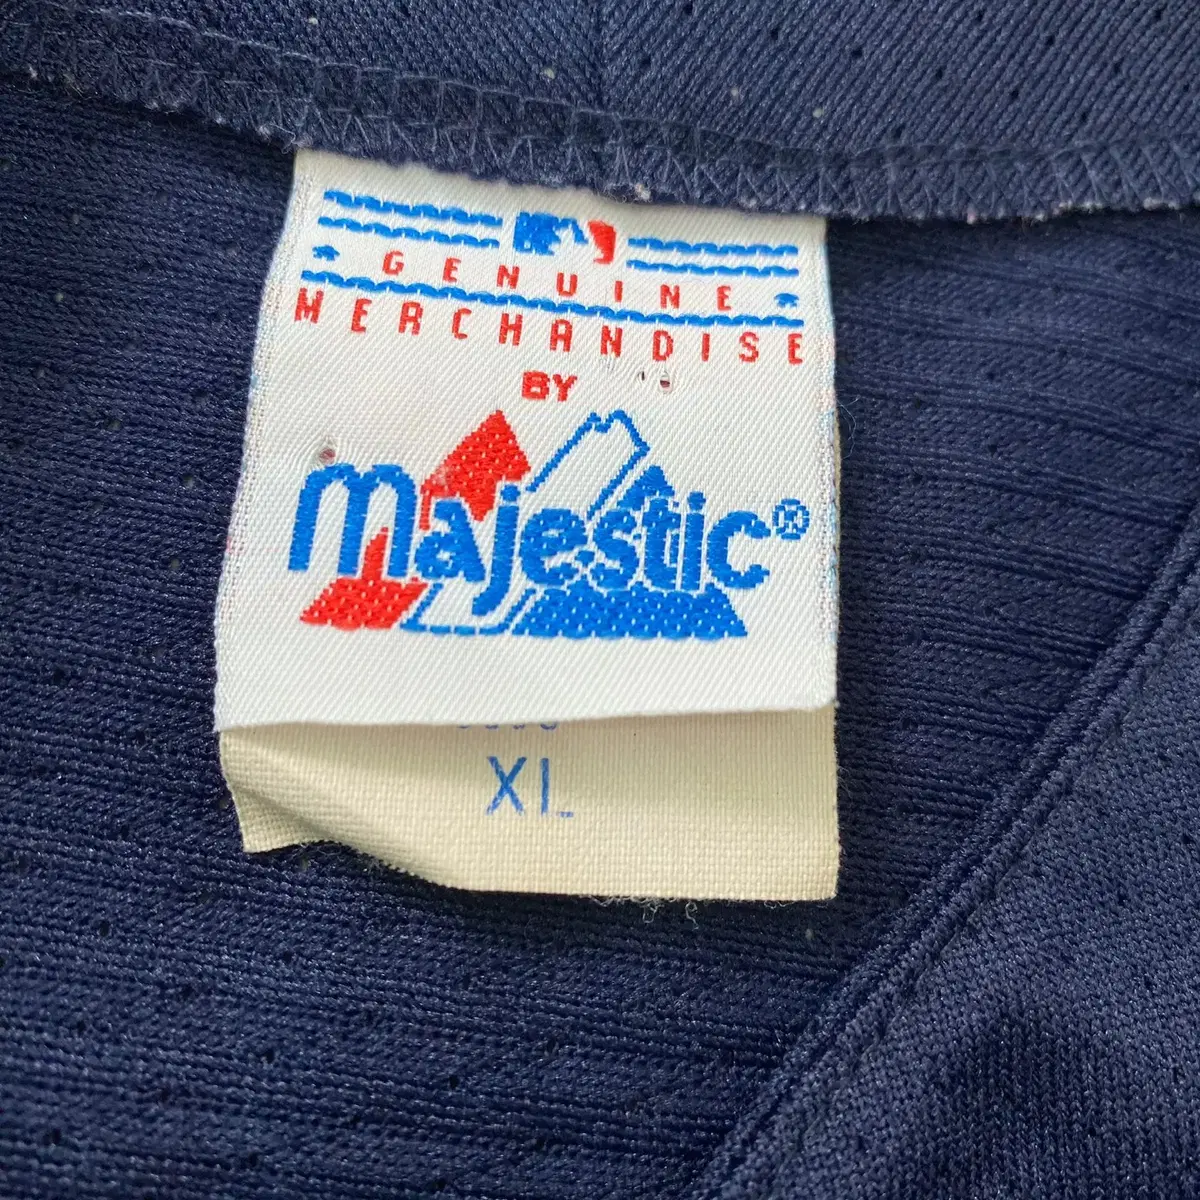 GENUINE
MERCHANDISE
BY
majestic®
XL